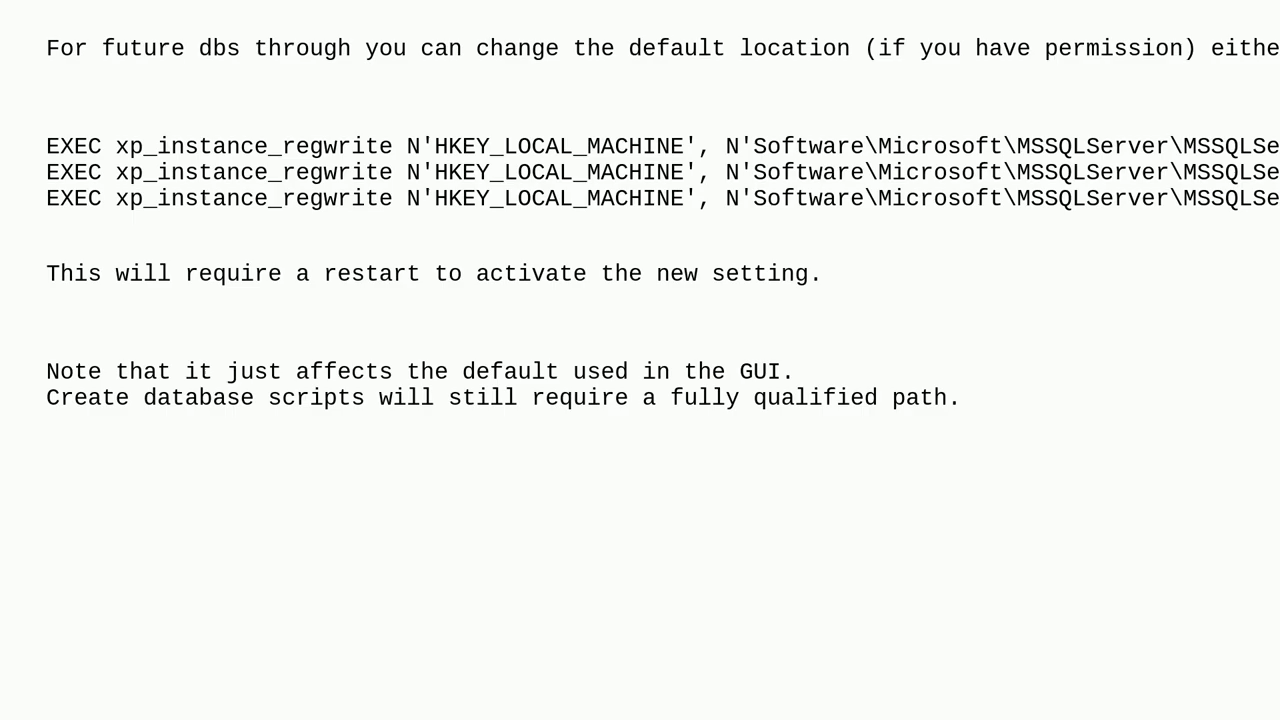 For future dbs through you can change the default location (if you have permission) eithe
EXEC xp_instance_regwrite N'HKEY_LOCAL_MACHINE', N'Software\Microsoft\MSSQLServer\MSSQLSe
EXEC xp_instance_regwrite N'HKEY_LOCAL_MACHINE', N'Software\Microsoft\MSSQLServer\MSSQLSe
EXEC xp_instance_regwrite N'HKEY_LOCAL_MACHINE', N'Software\Microsoft\MSSQLServer\MSSQLSe
This will require a restart to activate the new setting.
Note that it just affects the default used in the GUI.
Create database scripts will still require a fully qualified path.